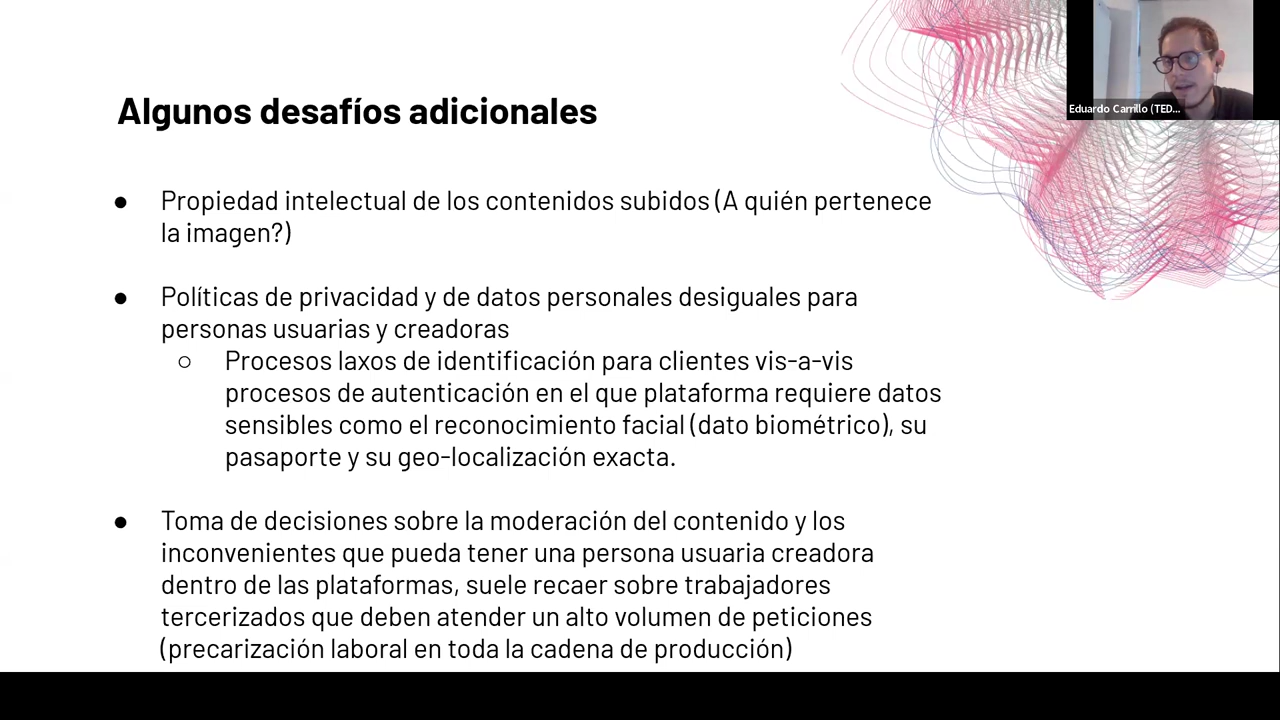 Algunos desafíos adicionales
Eduardo Carrillo (TED...
● Propiedad intelectual de los contenidos subidos (A quién pertenece
la imagen?)
● Políticas de privacidad y de datos personales desiguales para
personas usuarias y creadoras
○ Procesos laxos de identificación para clientes vis-a-vis
procesos de autenticación en el que plataforma requiere datos
sensibles como el reconocimiento facial (dato biométrico), su
pasaporte y su geo-localización exacta.
● Toma de decisiones sobre la moderación del contenido y los
inconvenientes que pueda tener una persona usuaria creadora
dentro de las plataformas, suele recaer sobre trabajadores
tercerizados que deben atender un alto volumen de peticiones
(precarización laboral en toda la cadena de producción)